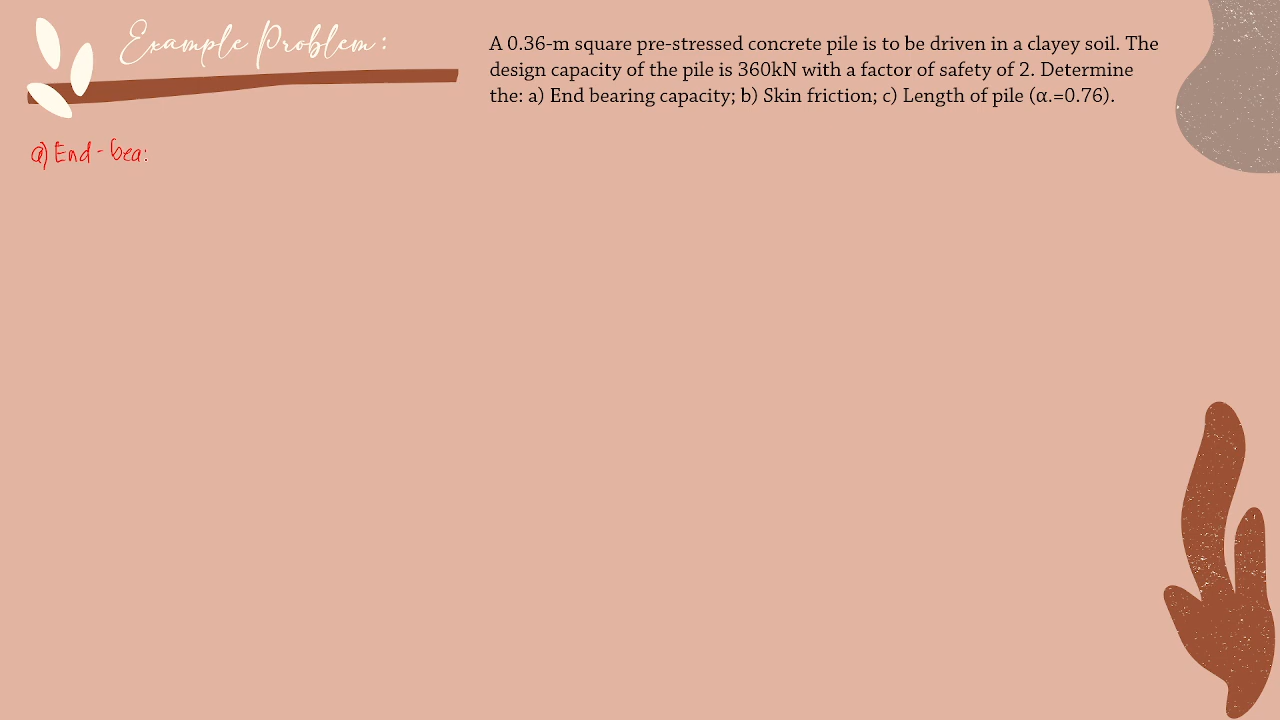 Example Problem:
A 0.36-m square pre-stressed concrete pile is to be driven in a clayey soil. The
design capacity of the pile is 360kN with a factor of safety of 2. Determine
the: a) End bearing capacity; b) Skin friction; c) Length of pile (α.=0.76).
a) End-bea: